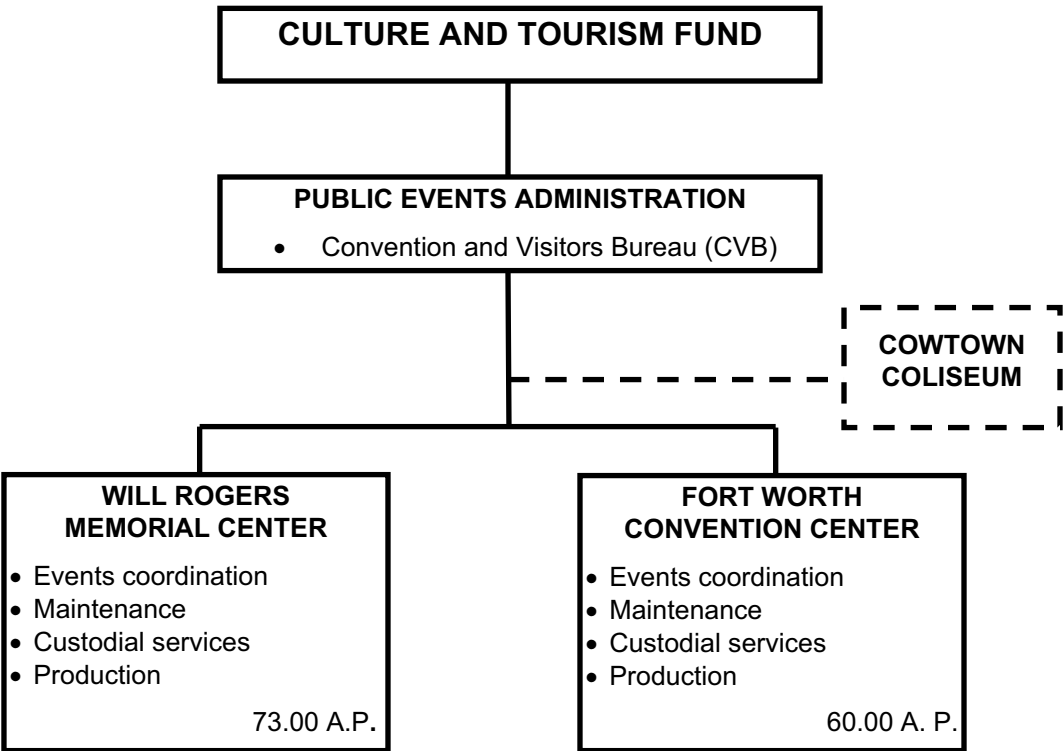 CULTURE AND TOURISM FUND
PUBLIC EVENTS ADMINISTRATION
• Convention and Visitors Bureau (CVB)
COWTOWN
COLISEUM
WILL ROGERS
MEMORIAL CENTER
• Events coordination
• Maintenance
• Custodial services
• Production
73.00 A.P.
FORT WORTH
CONVENTION CENTER
• Events coordination
• Maintenance
• Custodial services
• Production
60.00 A. P.